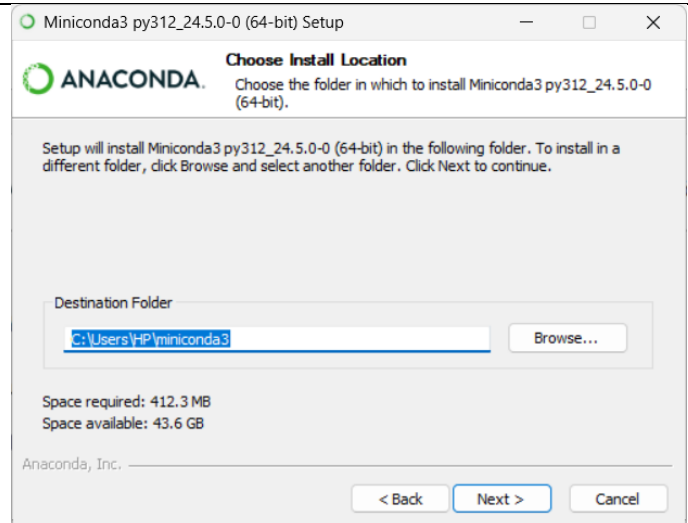 Miniconda3 py312_24.5.0-0 (64-bit) Setup
ANACONDA.
Choose Install Location
Choose the folder in which to install Miniconda3 py312_24.5.0-0
(64-bit).
Setup will install Miniconda3 py312_24.5.0-0 (64-bit) in the following folder. To install in a
different folder, click Browse and select another folder. Click Next to continue.
Destination Folder
C:\Users\HP\miniconda3
Browse...
Space required: 412.3 MB
Space available: 43.6 GB
Anaconda, Inc.
< Back
Next >
Cancel